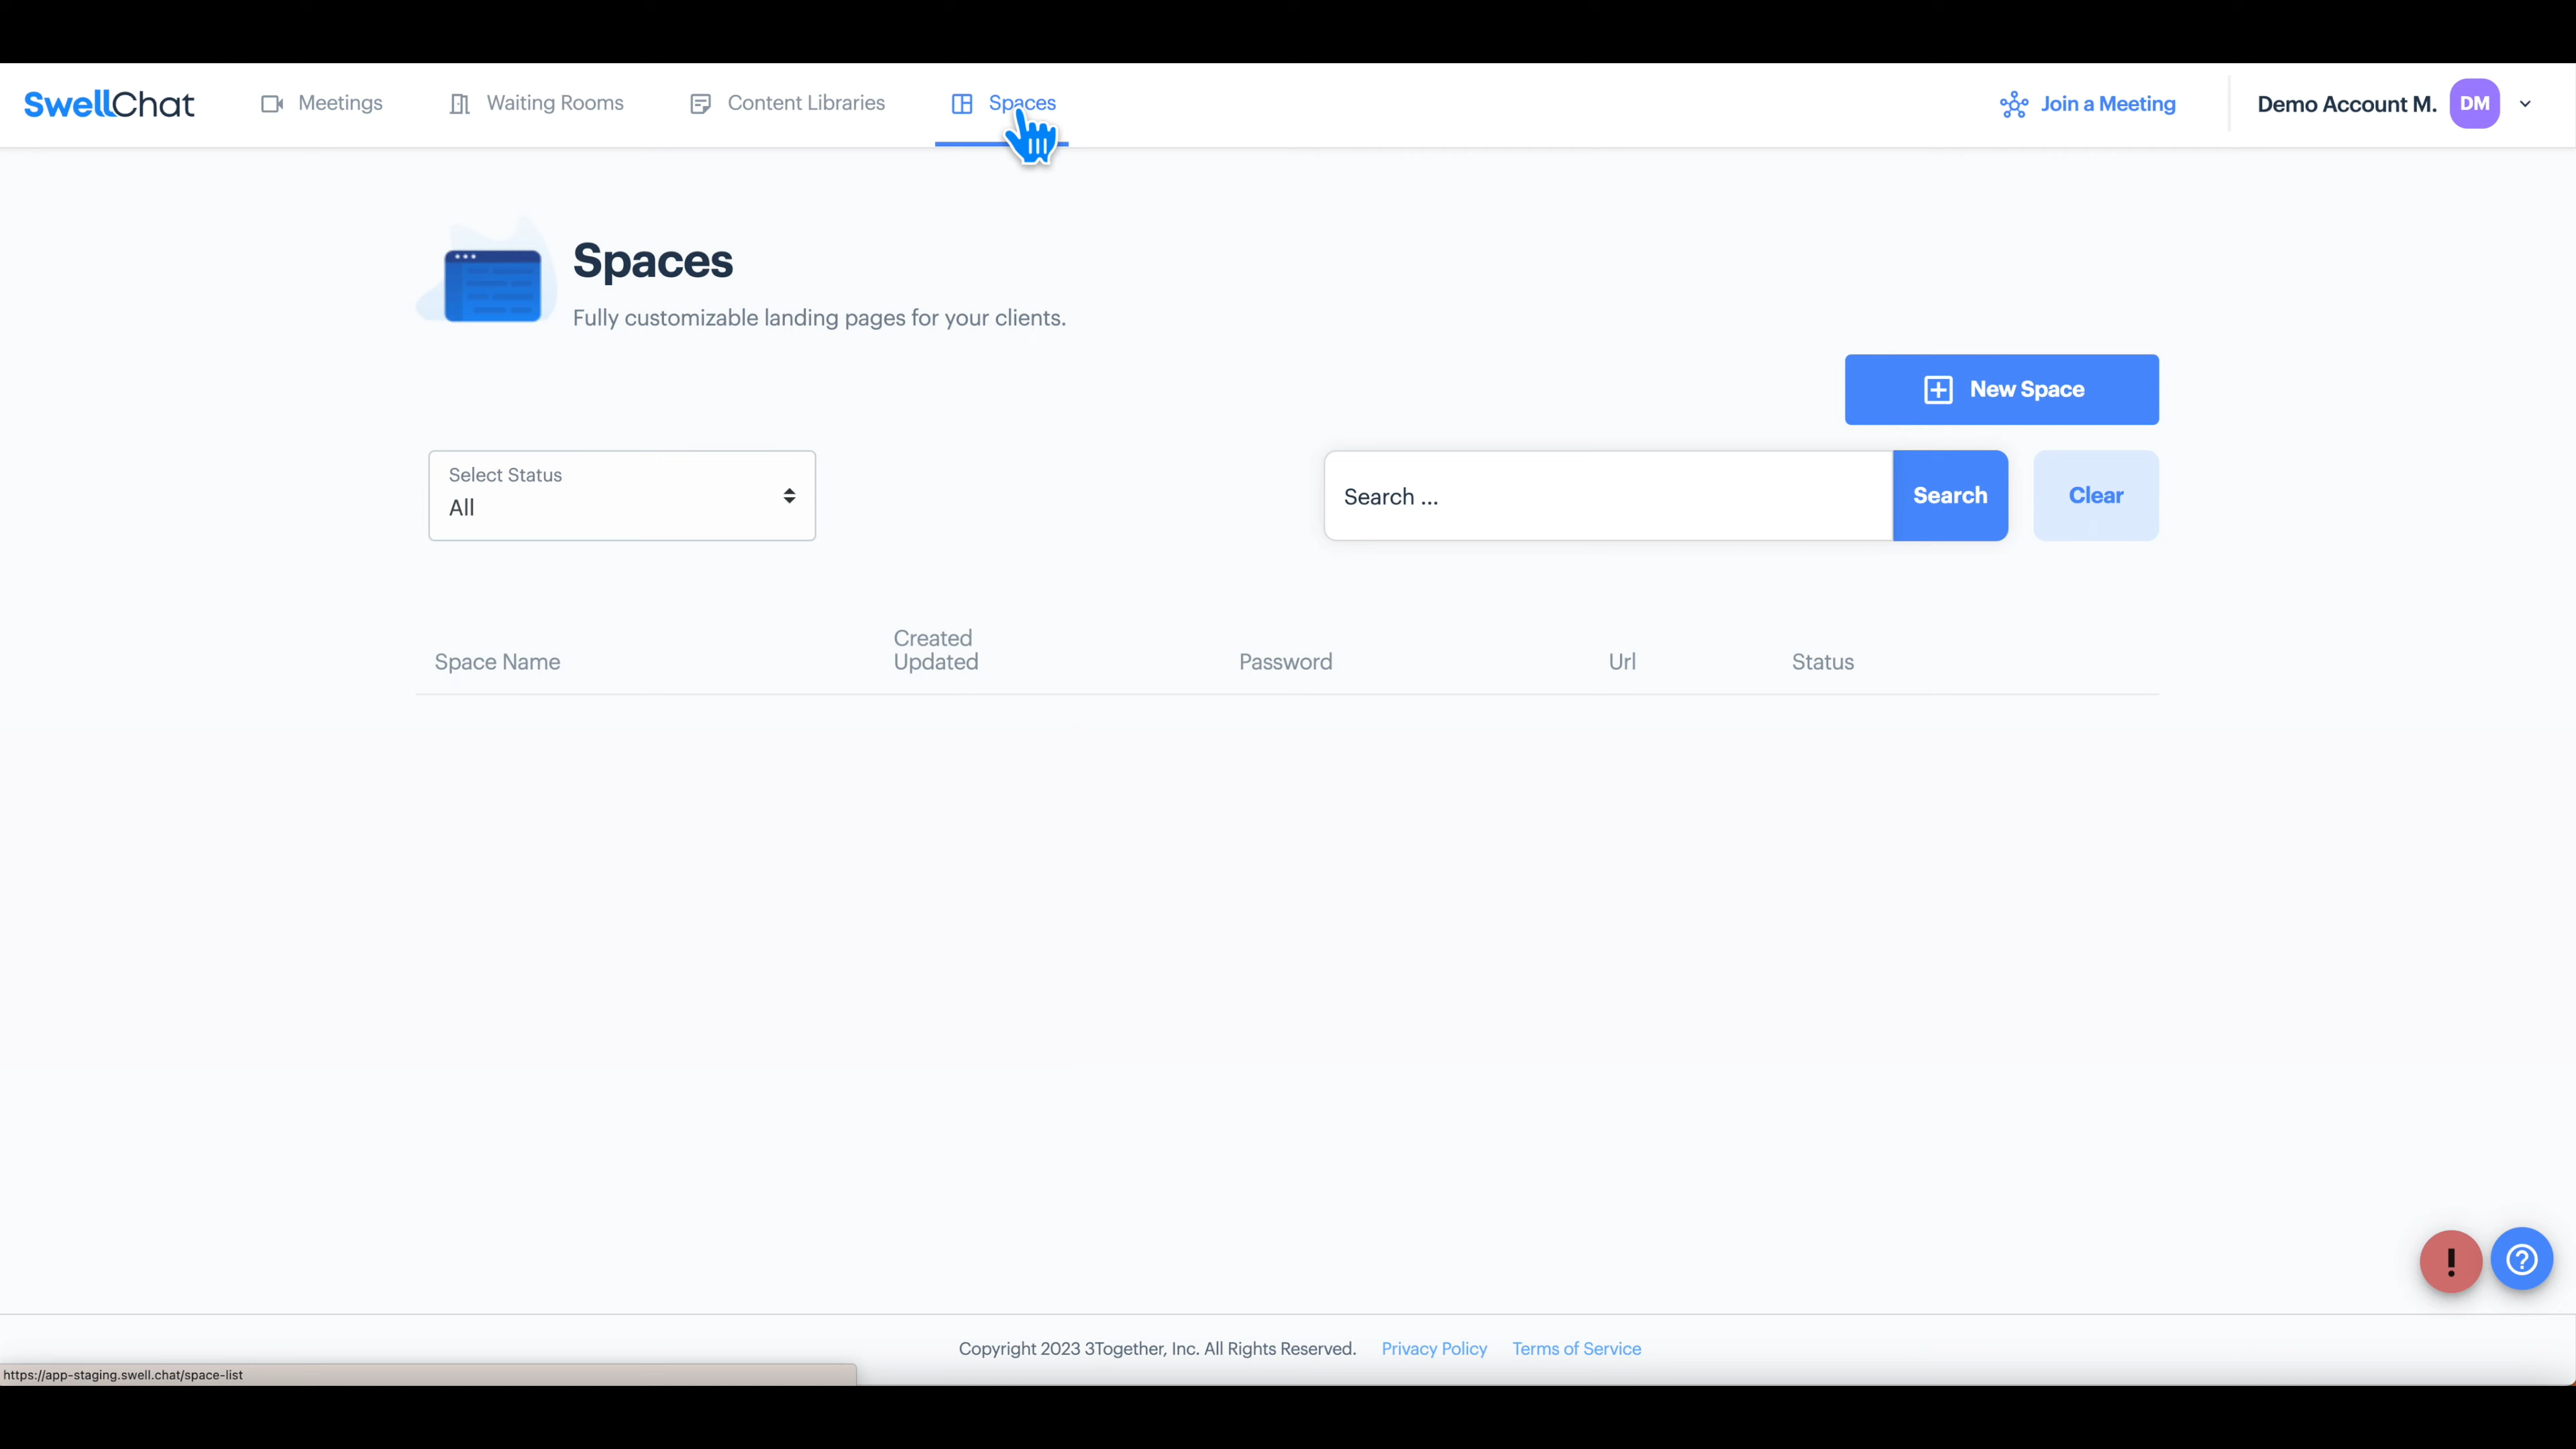 SwellChat
Meetings
Waiting Rooms
Content Libraries
Spaces
Join a Meeting
Demo Account M.
DM
Spaces
Fully customizable landing pages for your clients.
New Space
Select Status
All
Search ...
Search
Clear
Space Name
Created
Updated
Password
Url
Status
!
?
Copyright 2023 3Together, Inc. All Rights Reserved. Privacy Policy Terms of Service
https://app-staging.swell.chat/space-list